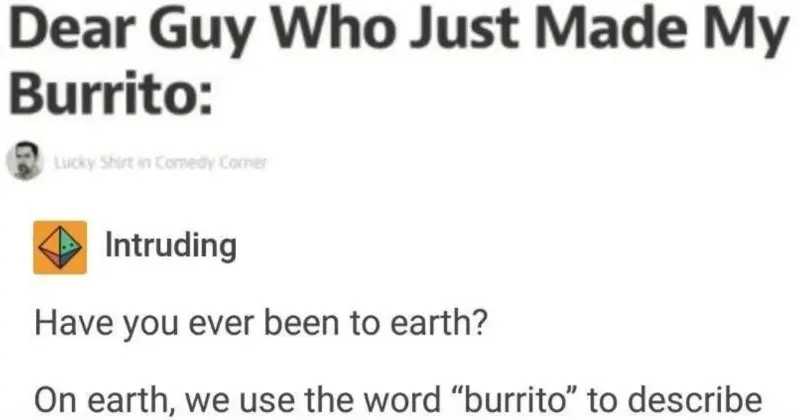 Dear Guy Who Just Made My
Burrito:
Lucky Shirt in Comedy Corner
Intruding
Have you ever been to earth?
On earth, we use the word “burrito” to describe